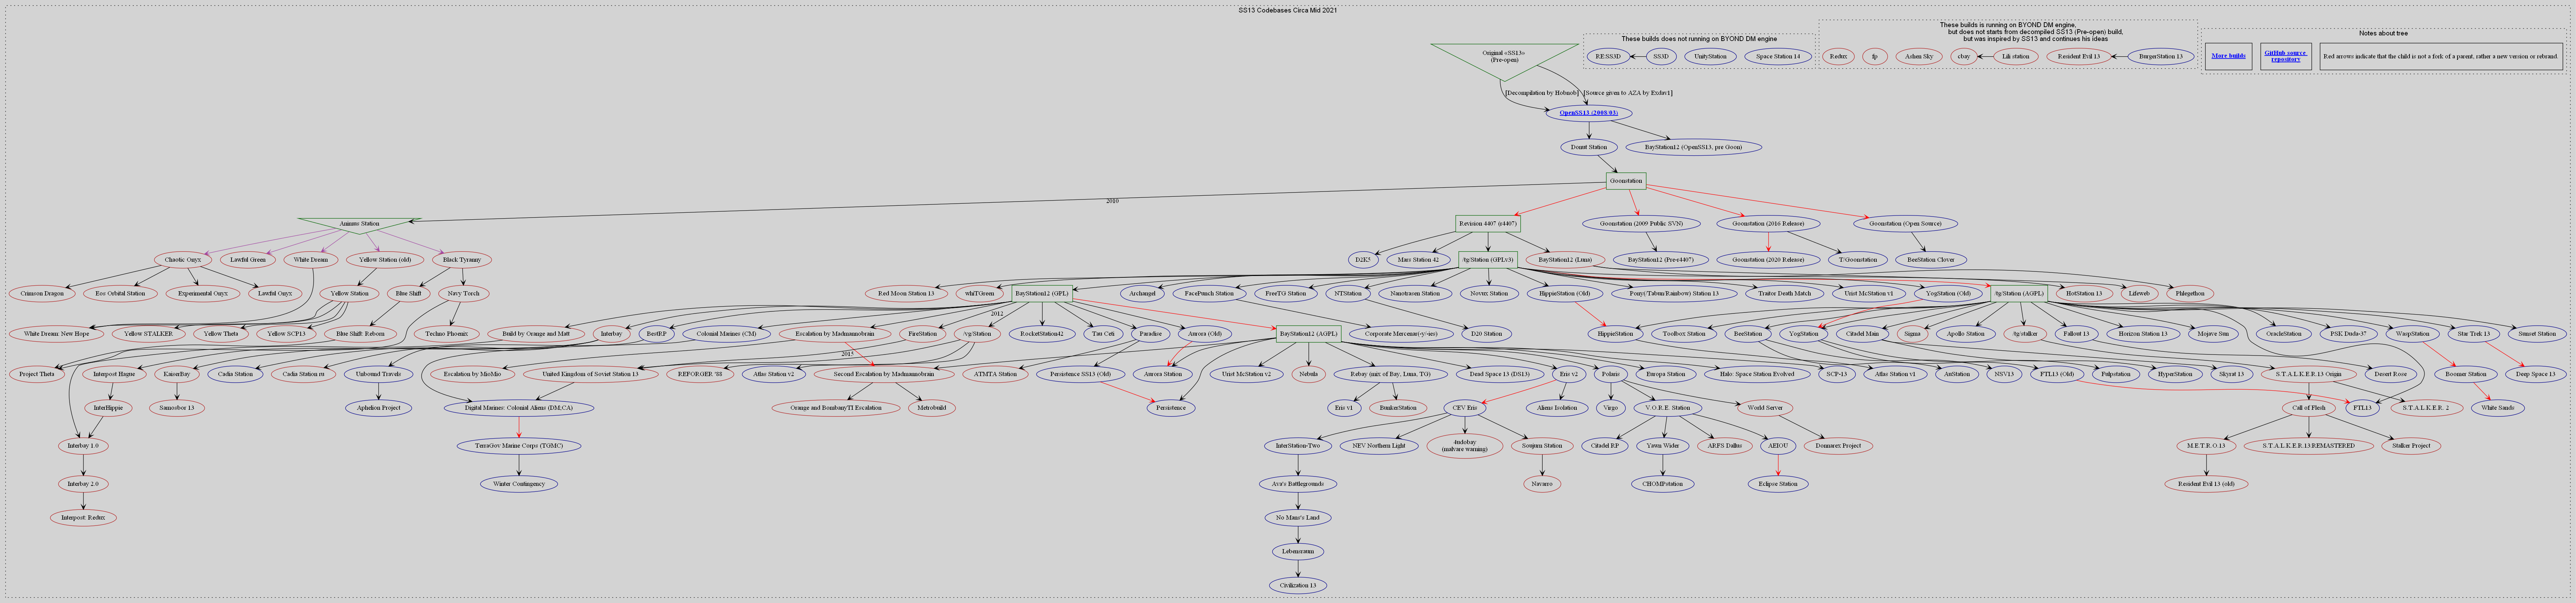 SS13 Codebases Circa Mid 2021
These builds does not running on BYOND DM engine
RE:SS3D
SS3D
UnityStation
Space Station 14
These builds is running on BYOND DM engine,
but does not starts from decompiled SS13 (Pre-open) build,
but was inspired by SS13 and continues his ideas
Redux
fp
Ashen Sky
cbay
Lili station
Resident Evil 13
BurgerStation 13
Notes about tree
More builds
GitHub source
repository
Red arrows indicate that the child is not a fork of a parent, rather a new version or rebrand.
Original «SS13»
(Pre-open)
[Decompilation by Hobnob]
[Source given to AZA by Exdav1]
OpenSS13 (2008/03)
Donut Station
BayStation12 (OpenSS13, pre Goon)
Goonstation
2010
Animus Station
Revision 4407 (r4407)
Goonstation (2009 Public SVN)
Goonstation (2016 Release)
Goonstation (Open Source)
Chaotic Onyx
Lawful Green
White Dream
Yellow Station (old)
Black Tyranny
D2K5
Mars Station 42
/tg/Station (GPLv3)
BayStation12 (Luna)
BayStation12 (Pre-r4407)
Goonstation (2020 Release)
T/Goonstation
BeeStation Clover
Crimson Dragon
Eos Orbital Station
Experimental Onyx
Lawful Onyx
Yellow Station
Blue Shift
Navy Torch
Red Moon Station 13
whiTGreen
BayStation12 (GPL)
Archangel
FacePunch Station
FreeTG Station
NTStation
Nanotrasen Station
Novux Station
HippieStation (Old)
Pony(/Tabun/Rainbow) Station 13
Traitor Death Match
Urist McStation v1
YogStation (Old)
/tg/Station (AGPL)
HotStation 13
Lifeweb
Phlegethon
2012
White Dream: New Hope
Yellow STALKER
Yellow Theta
Yellow SCP13
Blue Shift: Reborn
Techno Phoenix
Build by Orange and Matt
Interbay
BestRP
Colonial Marines (CM)
Escalation by Madmannobrain
FireStation
/vg/Station
RocketStation42
Tau Ceti
Paradise
Aurora (Old)
Corporate Mercenari(-y/-ies)
D20 Station
BayStation12 (AGPL)
HippieStation
Toolbox Station
BeeStation
YogStation
Citadel Main
Sigma
Apollo Station
/tg/stalker
Fallout 13
Horizon Station 13
Mojave Sun
OracleStation
PSK Duda-37
WaspStation
Star Trek 13
Sunset Station
2015
Project Theta
Interpost Hague
KaiserBay
Cadia Station
Cadia Station ru
Unbound Travels
Escalation by MioMio
United Kingdom of Soviet Station 13
REFORGER '88
Atlas Station v2
Second Escalation by Madmannobrain
ATMTA Station
Persistence SS13 (Old)
Aurora Station
Urist McStation v2
Nebula
Rebay (mix of Bay, Luna, TG)
Dead Space 13 (DS13)
Eris v2
Polaris
Europa Station
Halo: Space Station Evolved
SCP-13
Atlas Station v1
AuStation
NSV13
FTL13 (Old)
Fulpstation
HyperStation
Skyrat 13
S.T.A.L.K.E.R.13 Origin
Desert Rose
Boomer Station
Deep Space 13
InterHippie
Samosbor 13
Aphelion Project
Digital Marines: Colonial Aliens (DM;CA)
Orange and BombanyTI Escalation
Metrobuild
Persistence
Eris v1
BunkerStation
CEV Eris
Aliens Isolation
Virgo
V.O.R.E. Station
World Server
Call of Flesh
FTL13
S.T.A.L.K.E.R. 2
White Sands
Interbay 1.0
TerraGov Marine Corps (TGMC)
InterStation-Two
NEV Northern Light
4ndobay
(malware warning)
Soujurn Station
Citadel RP
Yawn Wider
ARFS Dallus
AEIOU
Donnarex Project
M.E.T.R.O.13
S.T.A.L.K.E.R.13:REMASTERED
Stalker Project
Interbay 2.0
Winter Contingency
Ava's Battlegrounds
Navarro
CHOMPstation
Eclipse Station
Resident Evil 13 (old)
Interpost: Redux
No Mans's Land
Lebensraum
Civilization 13